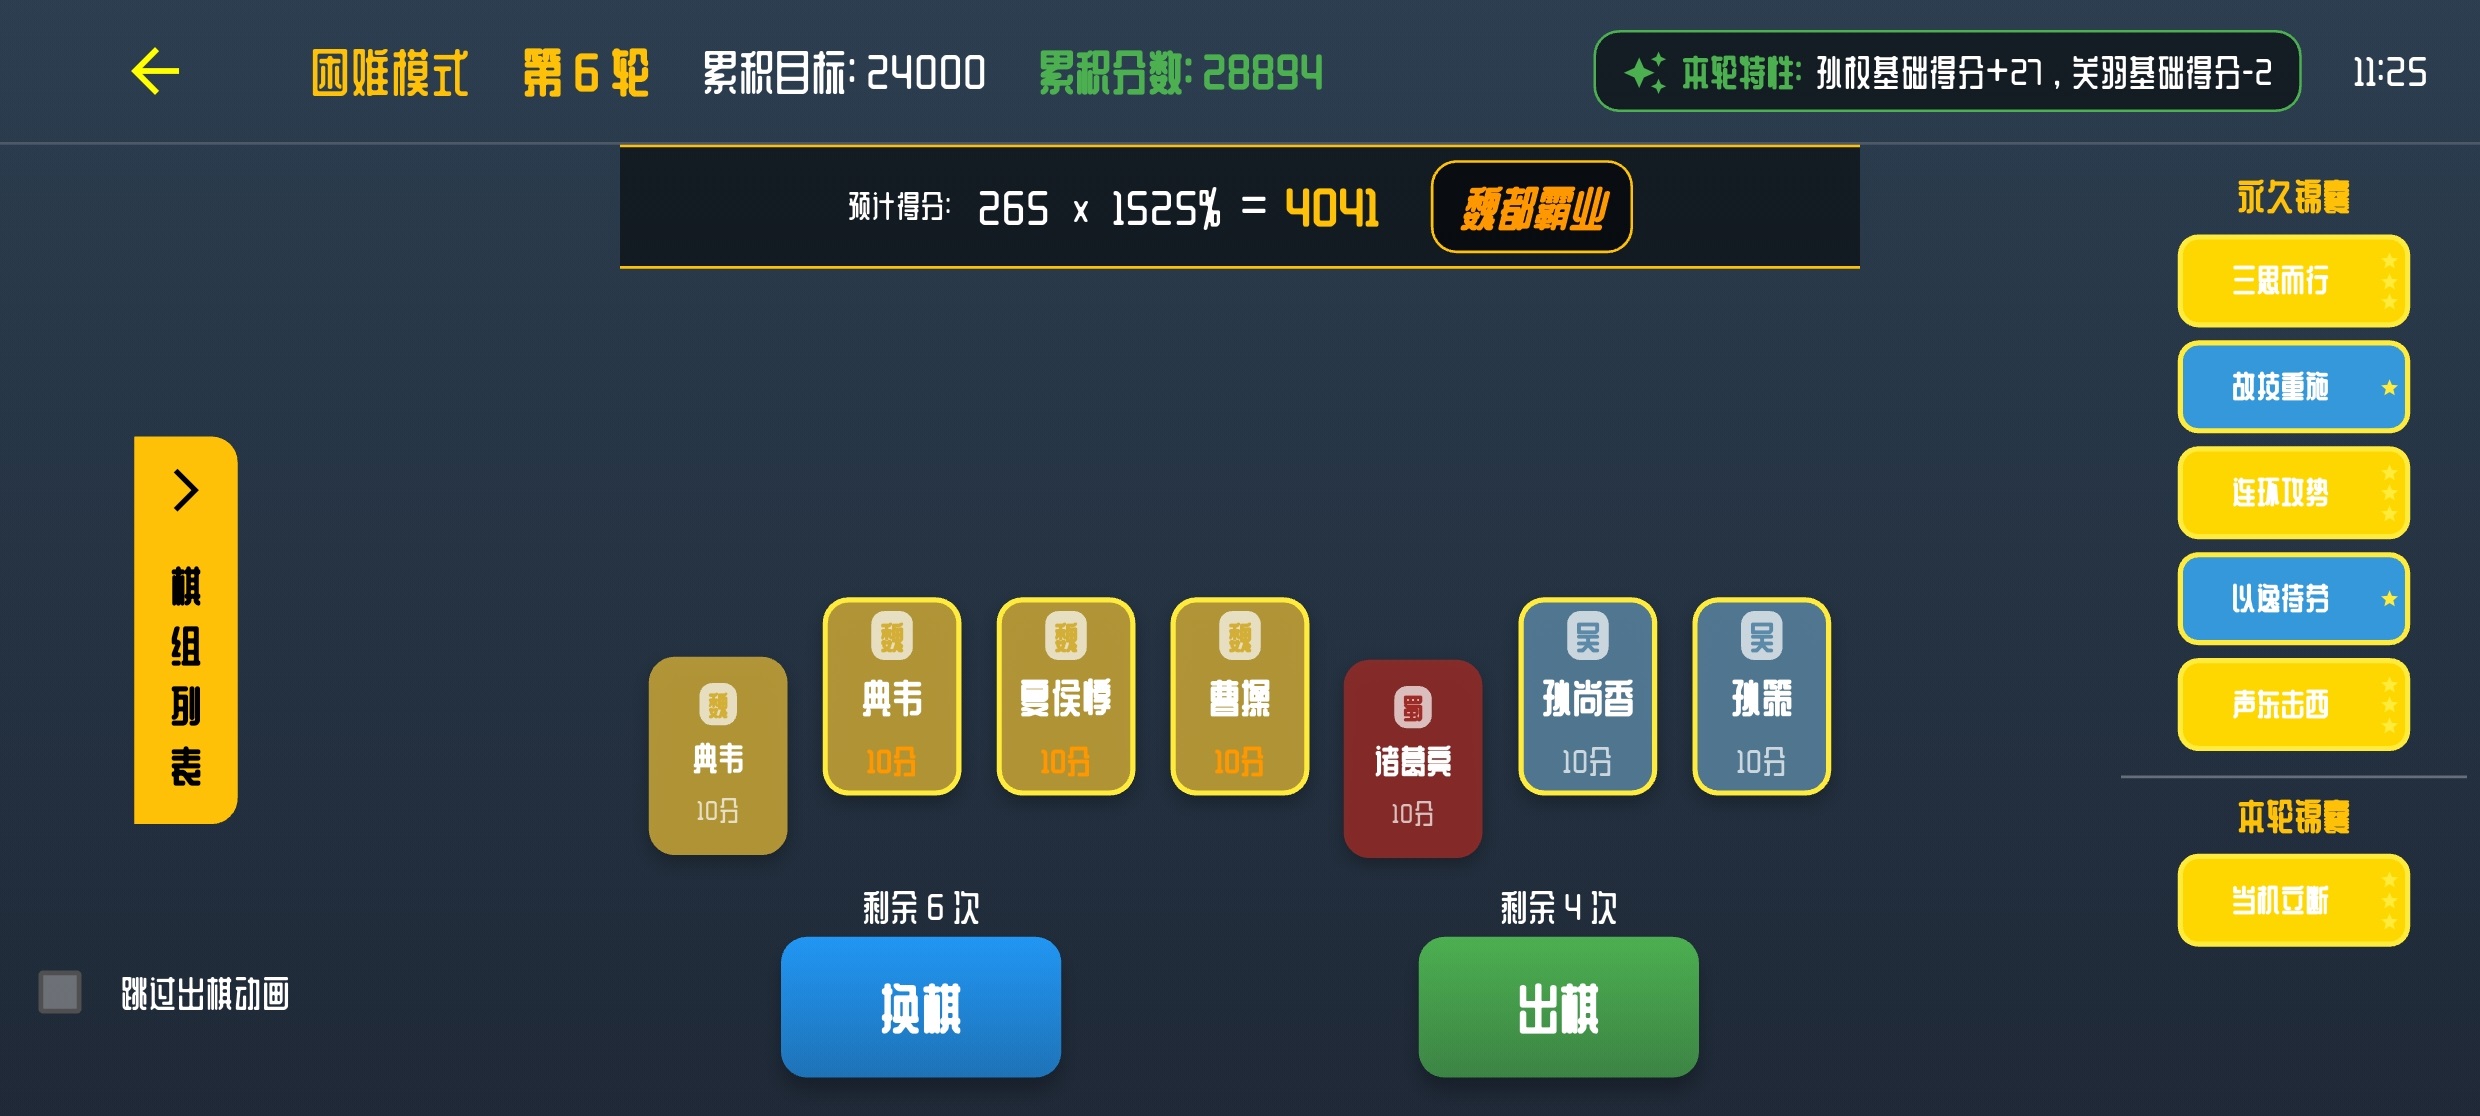 困难模式 第 6 轮 累积目标: 24000 累积分数: 28894 本轮特性: 孙权基础得分+27 , 关羽基础得分-2 11:25
预计得分: 265 x 1525% = 4041 魏都霸业
永久锦囊
三思而行
故技重施
连环攻势
以逸待劳
声东击西
本轮锦囊
当机立断
棋组列表
魏 典韦 10分
魏 典韦 10分
魏 夏侯惇 10分
魏 曹操 10分
蜀 诸葛亮 10分
吴 孙尚香 10分
吴 孙策 10分
剩余 6 次
换棋
剩余 4 次
出棋
跳过出棋动画